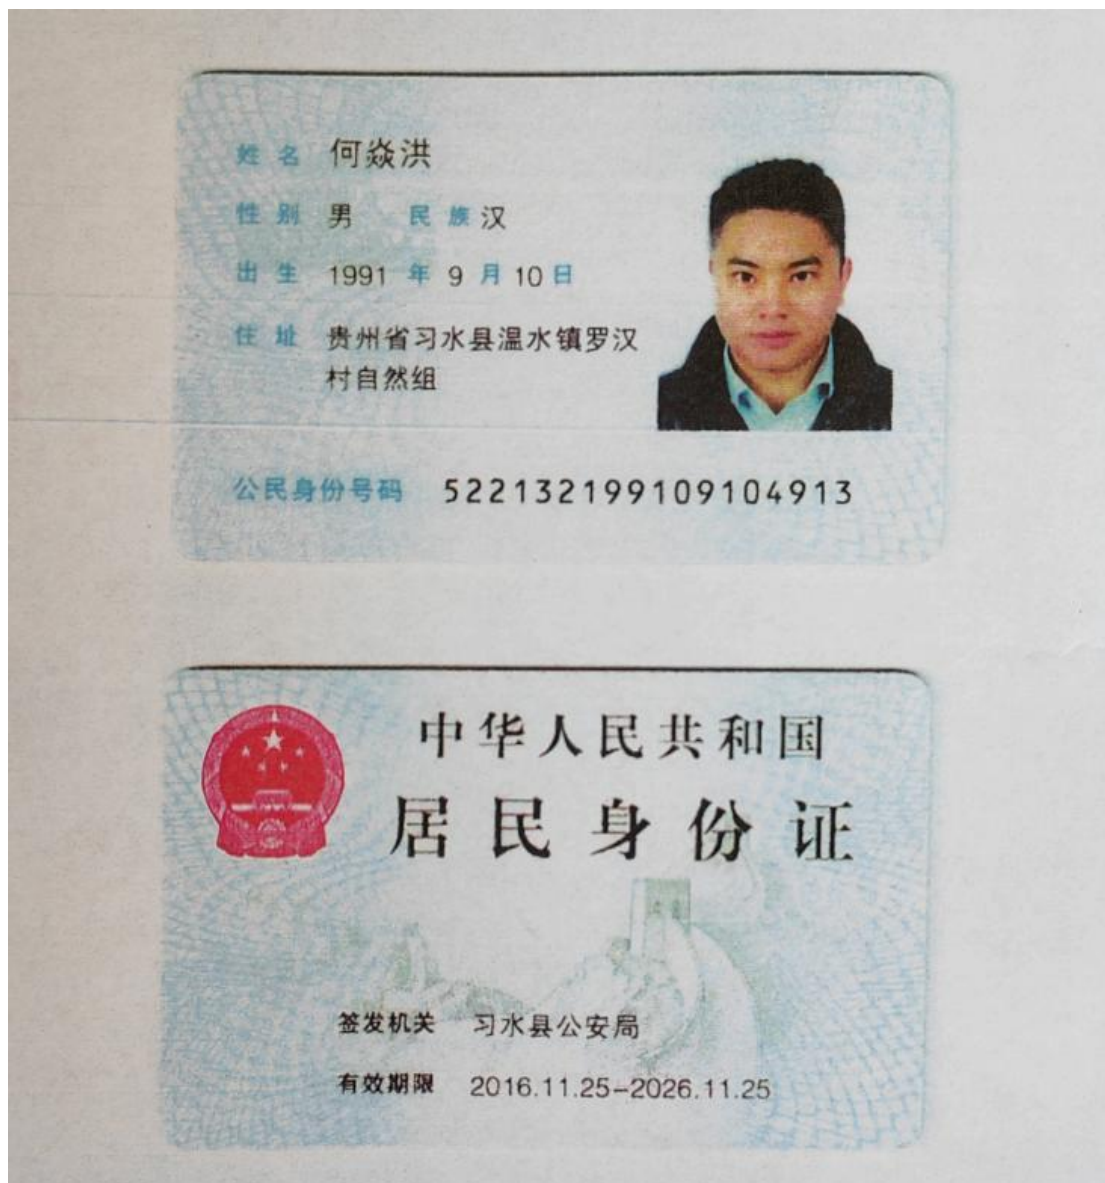 姓名 何焱洪
性别 男 民族 汉
出生 1991 年 9 月 10 日
住址 贵州省习水县温水镇罗汉
村自然组
公民身份号码 522132199109104913
中华人民共和国
居民身份证
签发机关 习水县公安局
有效期限 2016.11.25-2026.11.25